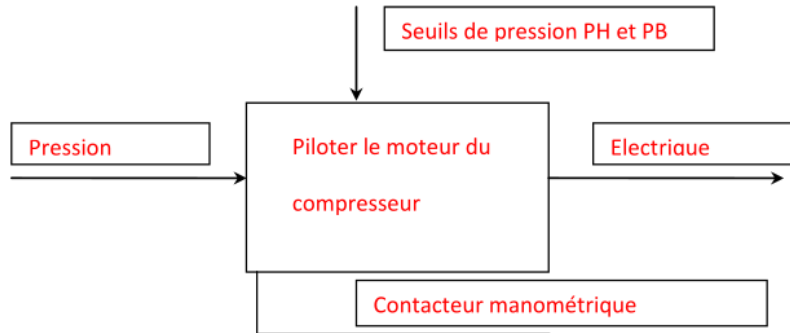 Seuils de pression PH et PB
Pression
Piloter le moteur du
compresseur
Electrique
Contacteur manométrique